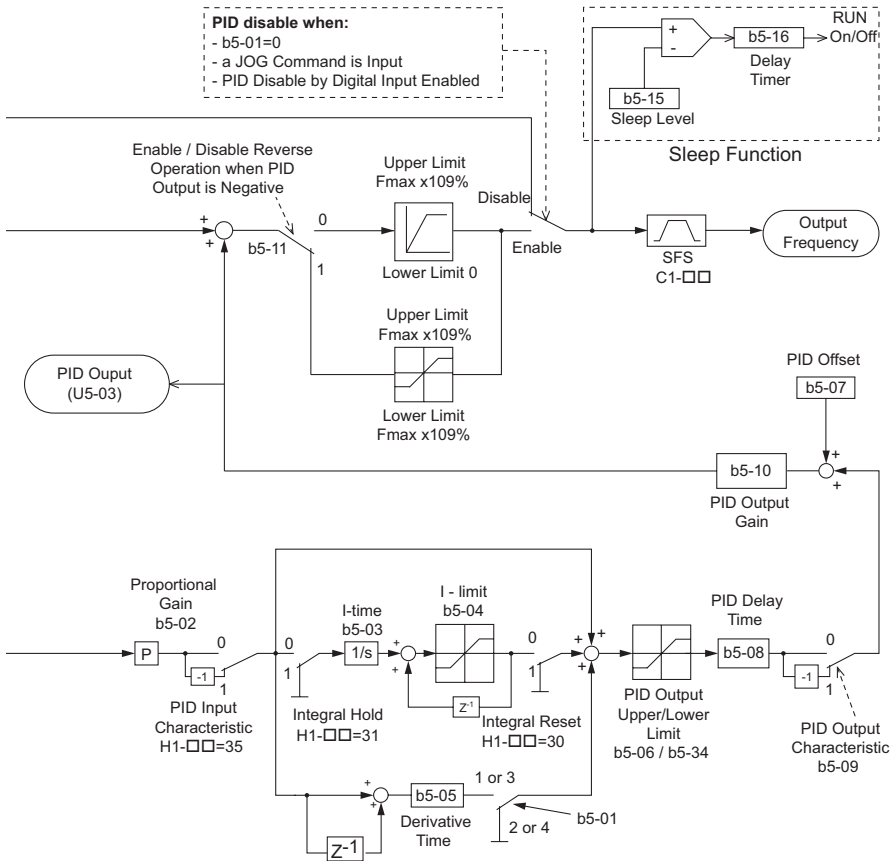 PID disable when:
- b5-01=0
- a JOG Command is Input
- PID Disable by Digital Input Enabled
+
-
b5-16
Delay
Timer
RUN
On/Off
b5-15
Sleep Level
Sleep Function
Enable / Disable Reverse
Operation when PID
Output is Negative
Upper Limit
Fmax x109%
Disable
Enable
+
+
b5-11
0
1
Lower Limit 0
SFS
C1-□□
Output
Frequency
Upper Limit
Fmax x109%
Lower Limit
Fmax x109%
PID Ouput
(U5-03)
PID Offset
b5-07
+
+
b5-10
PID Output
Gain
Proportional
Gain
b5-02
P
0
-1
1
PID Input
Characteristic
H1-□□=35
0
1
I-time
b5-03
1/s
Integral Hold
H1-□□=31
+
+
I - limit
b5-04
Z-1
0
1
Integral Reset
H1-□□=30
+
+
+
PID Output
Upper/Lower
Limit
b5-06 / b5-34
PID Delay
Time
b5-08
0
-1
1
PID Output
Characteristic
b5-09
+
+
Z-1
b5-05
Derivative
Time
1 or 3
2 or 4
b5-01